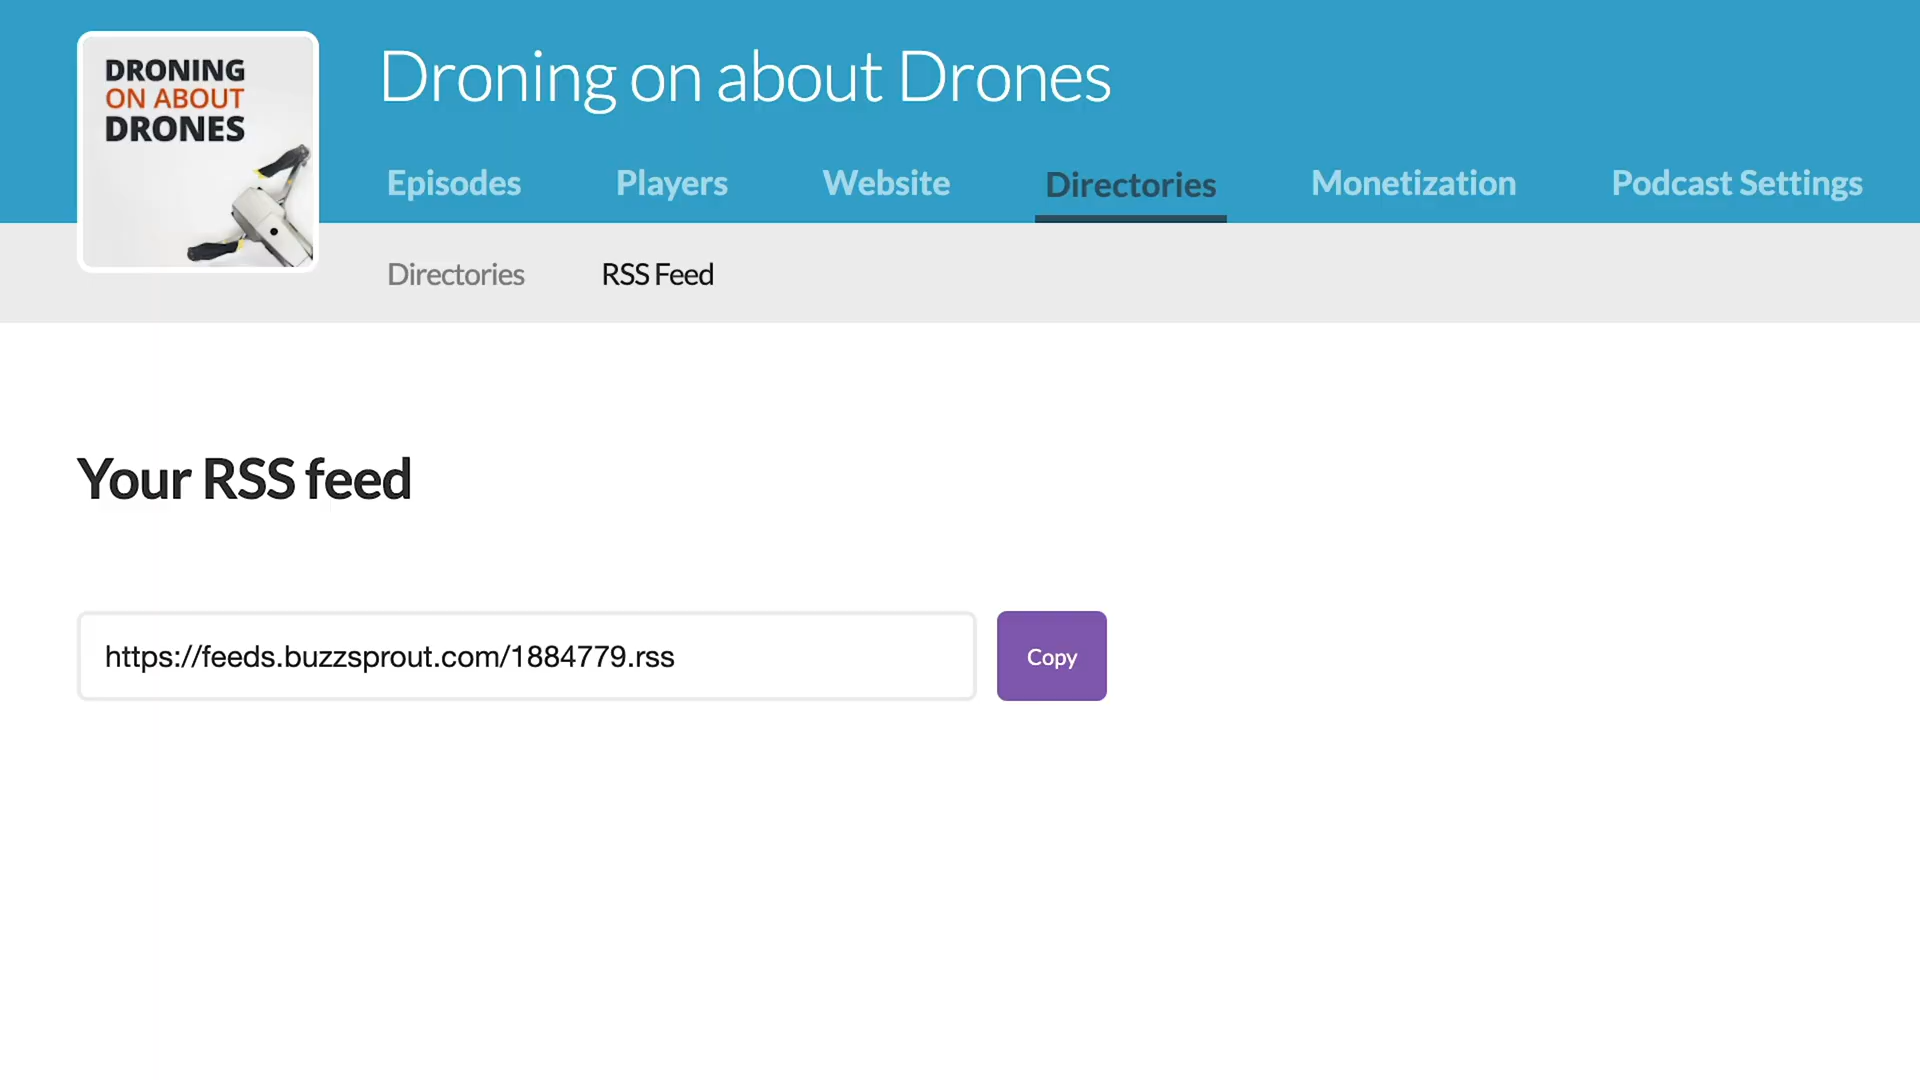 DRONING
ON ABOUT
DRONES
Droning on about Drones
Episodes Players Website Directories Monetization Podcast Settings
Directories RSS Feed
Your RSS feed
https://feeds.buzzsprout.com/1884779.rss Copy